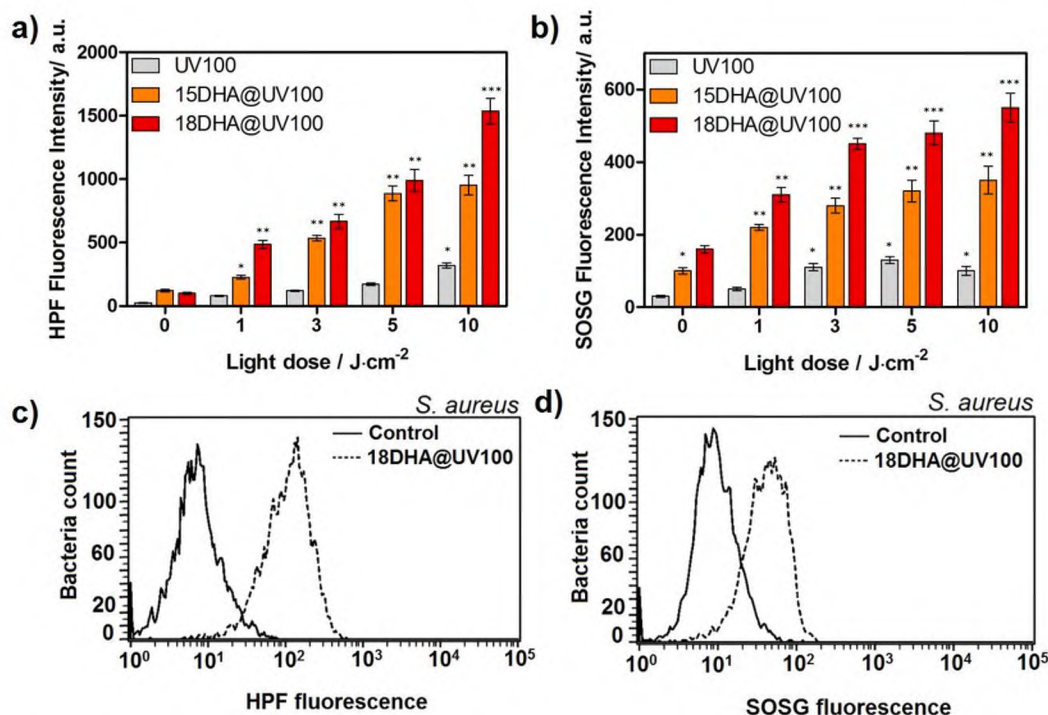 a)
HPF Fluorescence Intensity/ a.u.
2000
1500
1000
500
0
UV100
15DHA@UV100
18DHA@UV100
* ** ** ** ** ** * ** ***
0 1 3 5 10
Light dose / J·cm⁻²
b)
SOSG Fluorescence Intensity/ a.u.
600
400
200
0
UV100
15DHA@UV100
18DHA@UV100
* ** ** * ** *** * ** *** * ** ***
0 1 3 5 10
Light dose / J·cm⁻²
c)
S. aureus
Bacteria count
150
100
60
20
0
Control
18DHA@UV100
10⁰ 10¹ 10² 10³ 10⁴ 10⁵
HPF fluorescence
d)
S. aureus
Bacteria count
150
100
60
20
0
Control
18DHA@UV100
10⁰ 10¹ 10² 10³ 10⁴ 10⁵
SOSG fluorescence